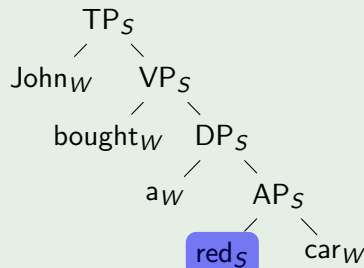 TP_S
John_W VP_S
bought_W DP_S
a_W AP_S
red_S car_W